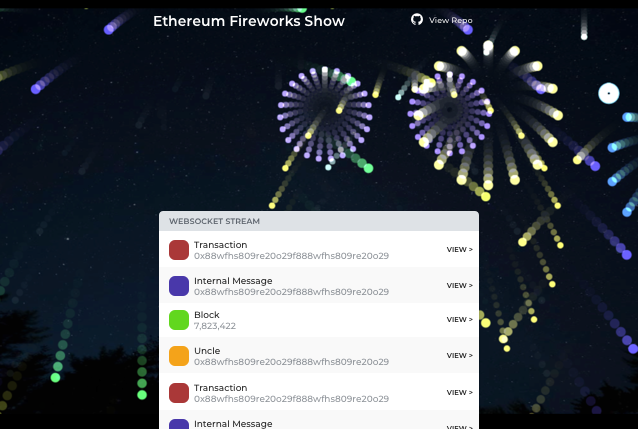 Ethereum Fireworks Show
View Repo
WEBSOCKET STREAM
Transaction
0x88wfhs809re20o29f888wfhs809re20o29
VIEW >
Internal Message
0x88wfhs809re20o29f888wfhs809re20o29
VIEW >
Block
7,823,422
VIEW >
Uncle
0x88wfhs809re20o29f888wfhs809re20o29
VIEW >
Transaction
0x88wfhs809re20o29f888wfhs809re20o29
VIEW >
Internal Message
VIEW >